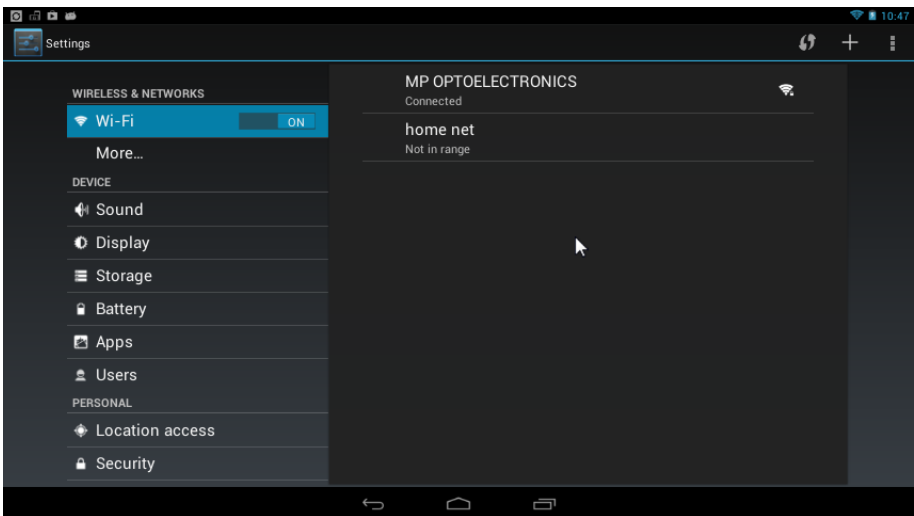 10:47
Settings
WIRELESS & NETWORKS
Wi-Fi
ON
More...
DEVICE
Sound
Display
Storage
Battery
Apps
Users
PERSONAL
Location access
Security
MP OPTOELECTRONICS
Connected
home net
Not in range